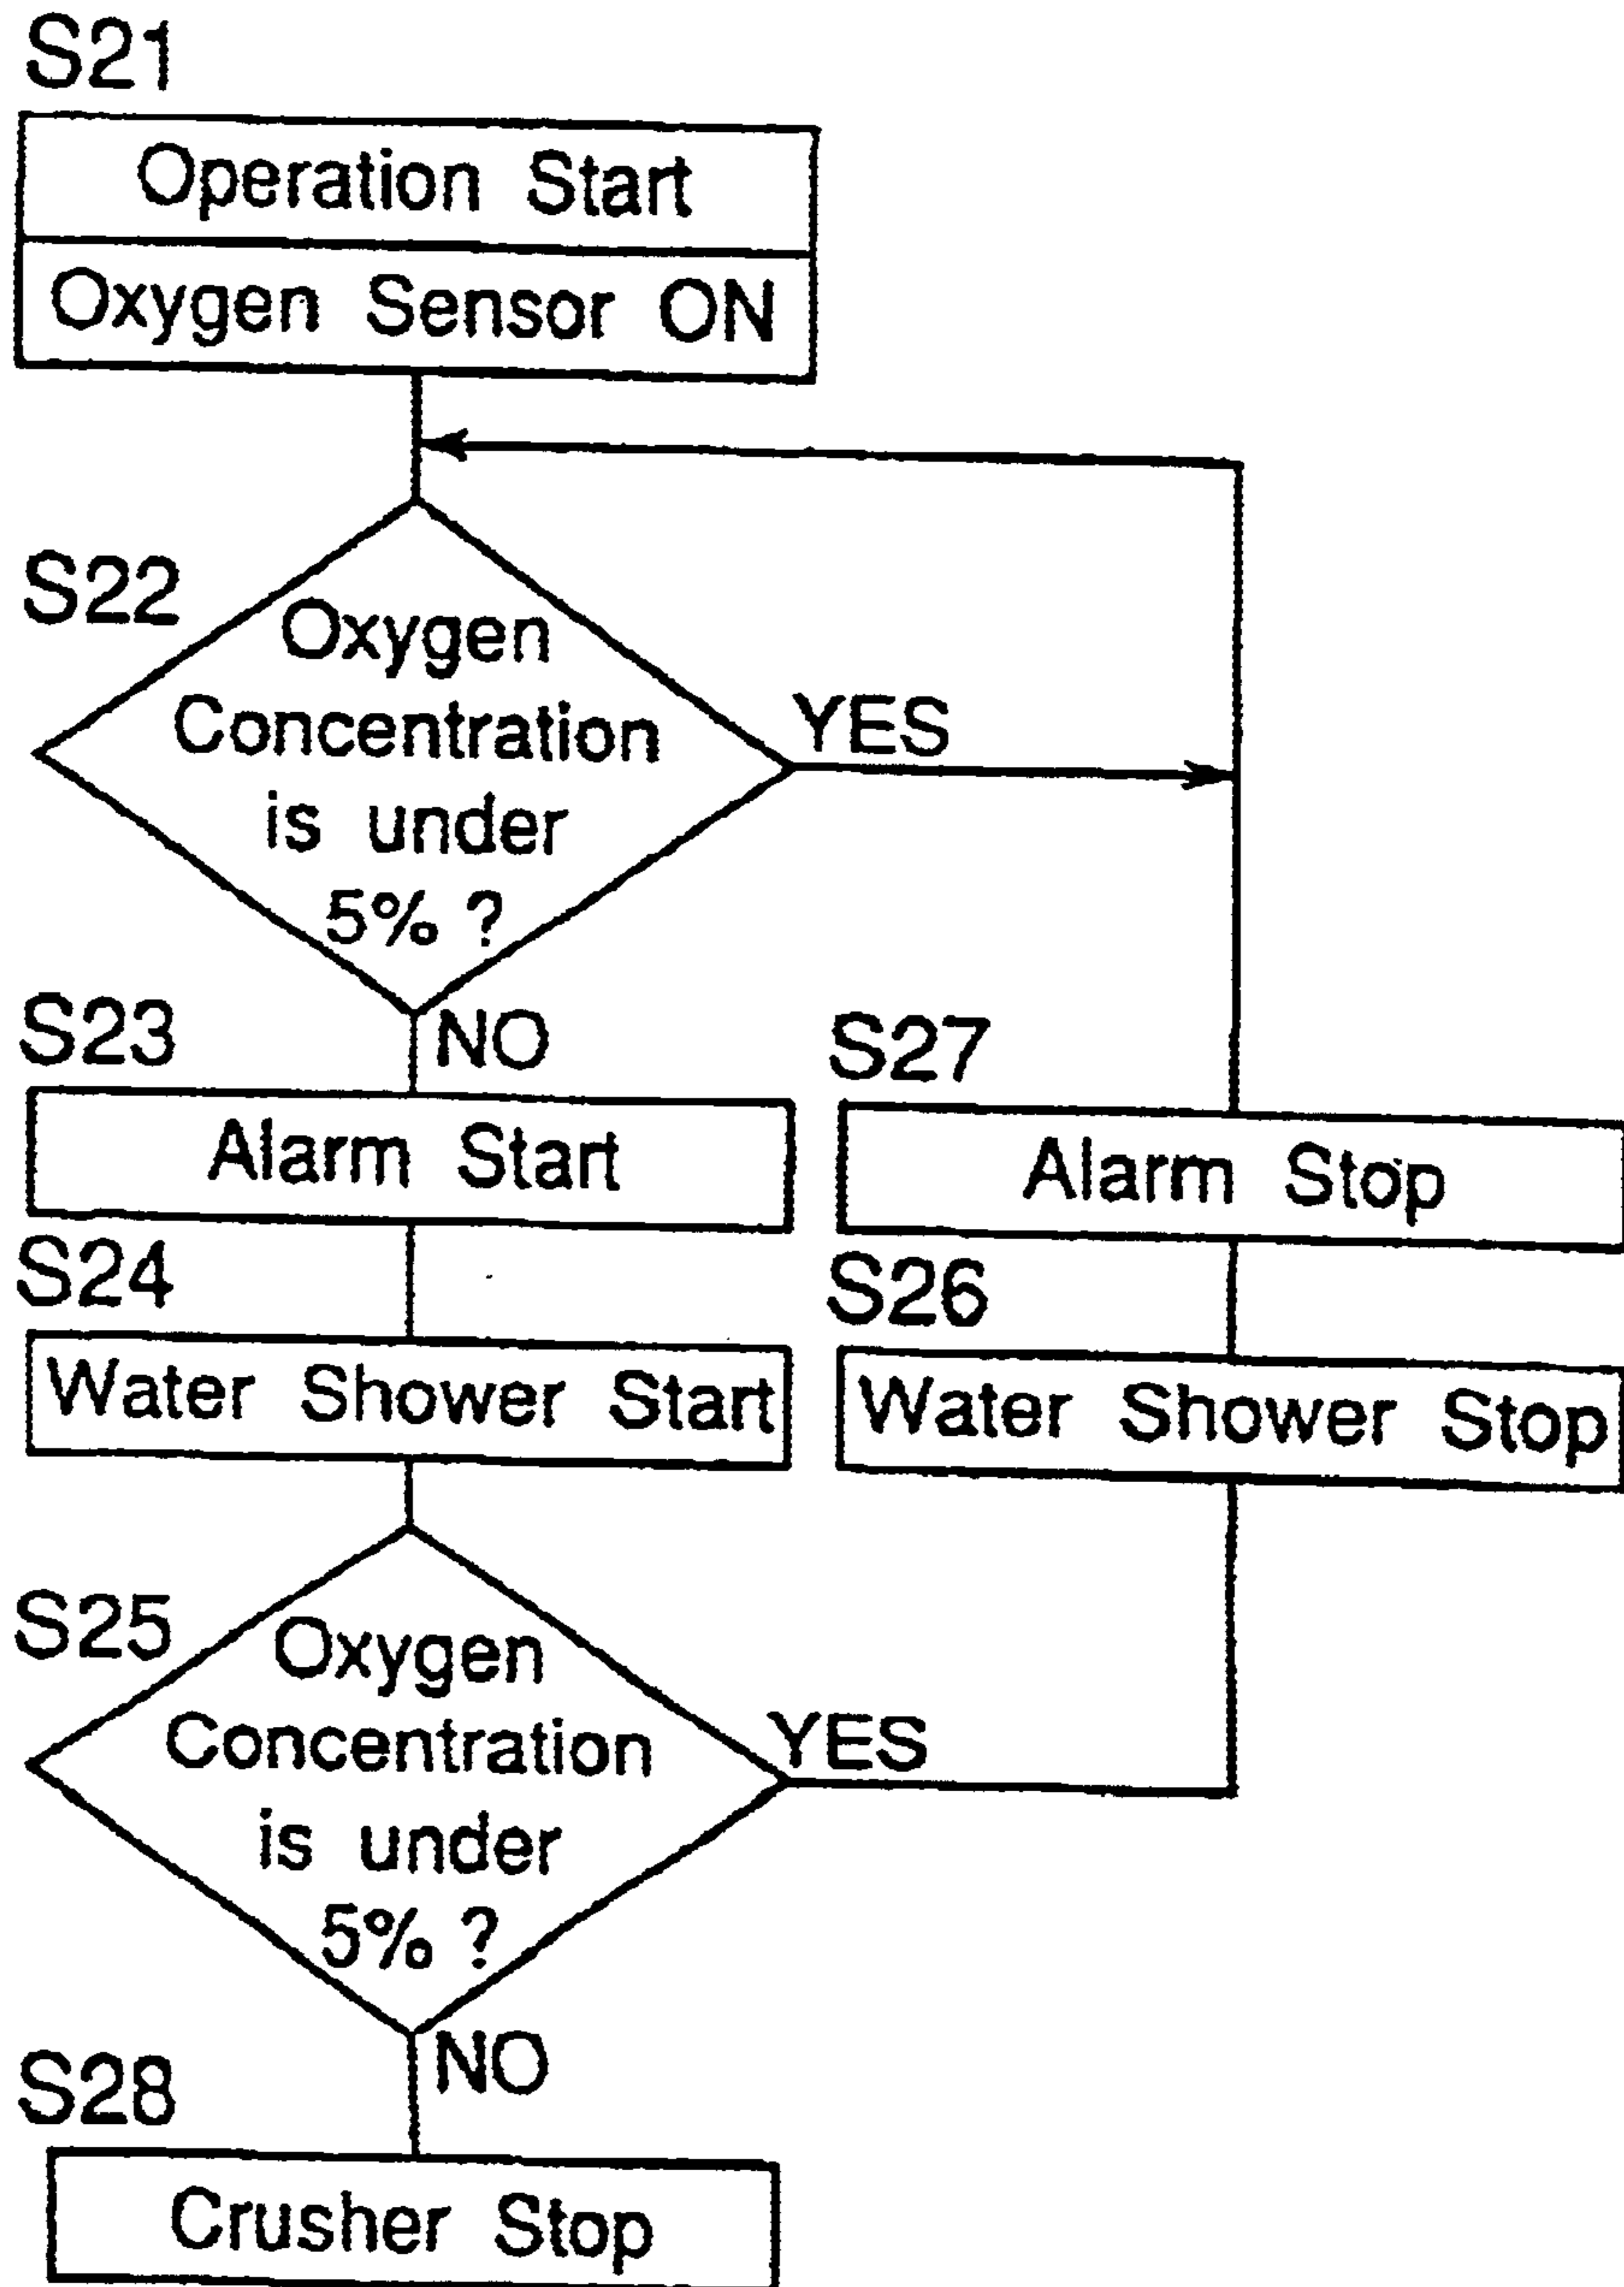 S21
Operation Start
Oxygen Sensor ON
S22
Oxygen
Concentration
is under
5% ?
YES
NO
S23
Alarm Start
S27
Alarm Stop
S24
Water Shower Start
S26
Water Shower Stop
S25
Oxygen
Concentration
is under
5% ?
YES
NO
S28
Crusher Stop